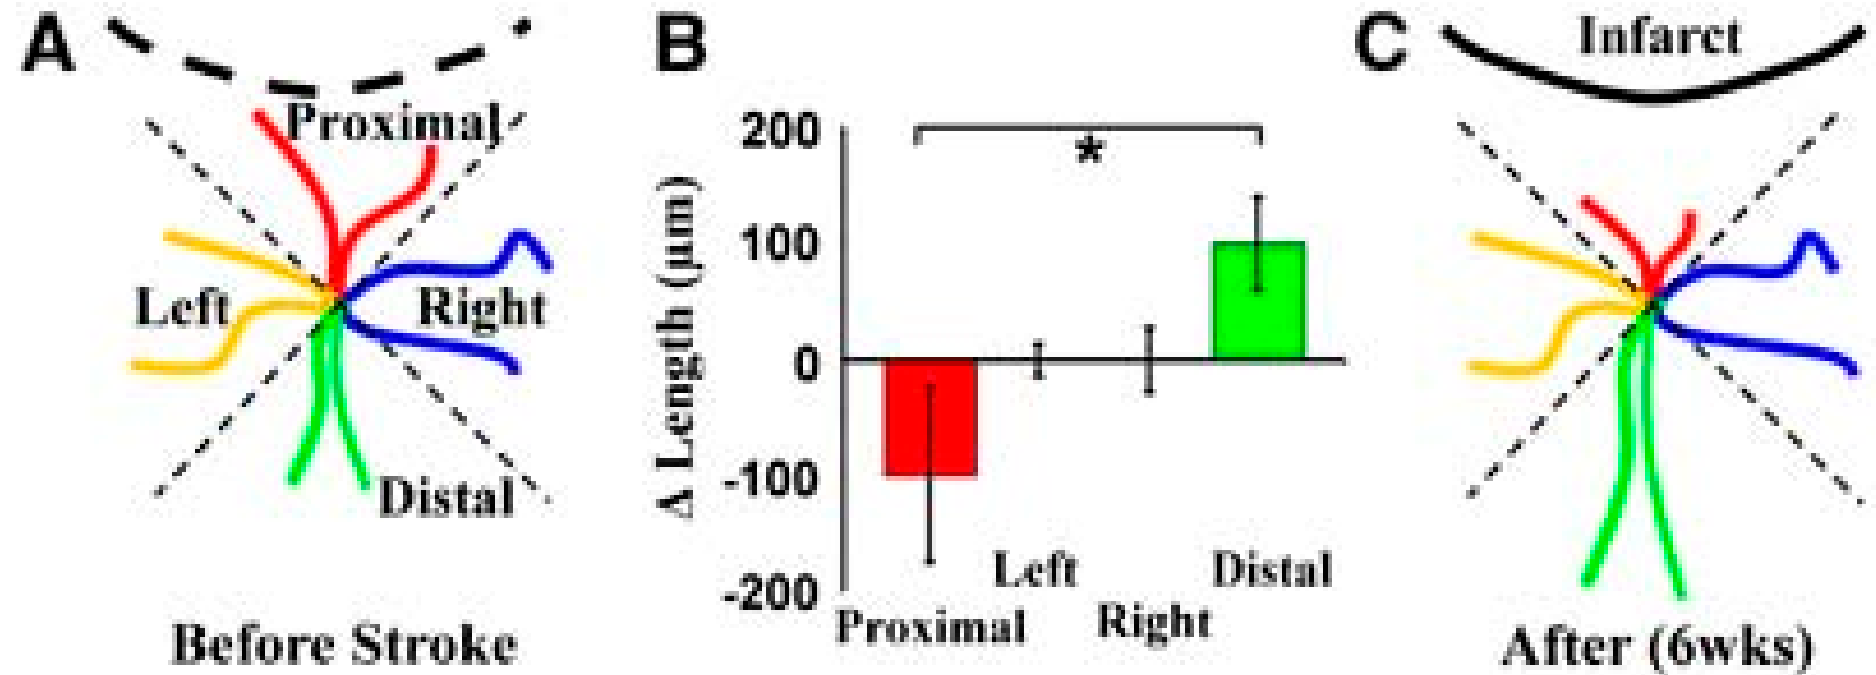 A
Proximal
Left
Right
Distal
Before Stroke
B
Δ Length (μm)
200
100
0
-100
-200
*
Proximal
Left
Right
Distal
C
Infarct
After (6wks)